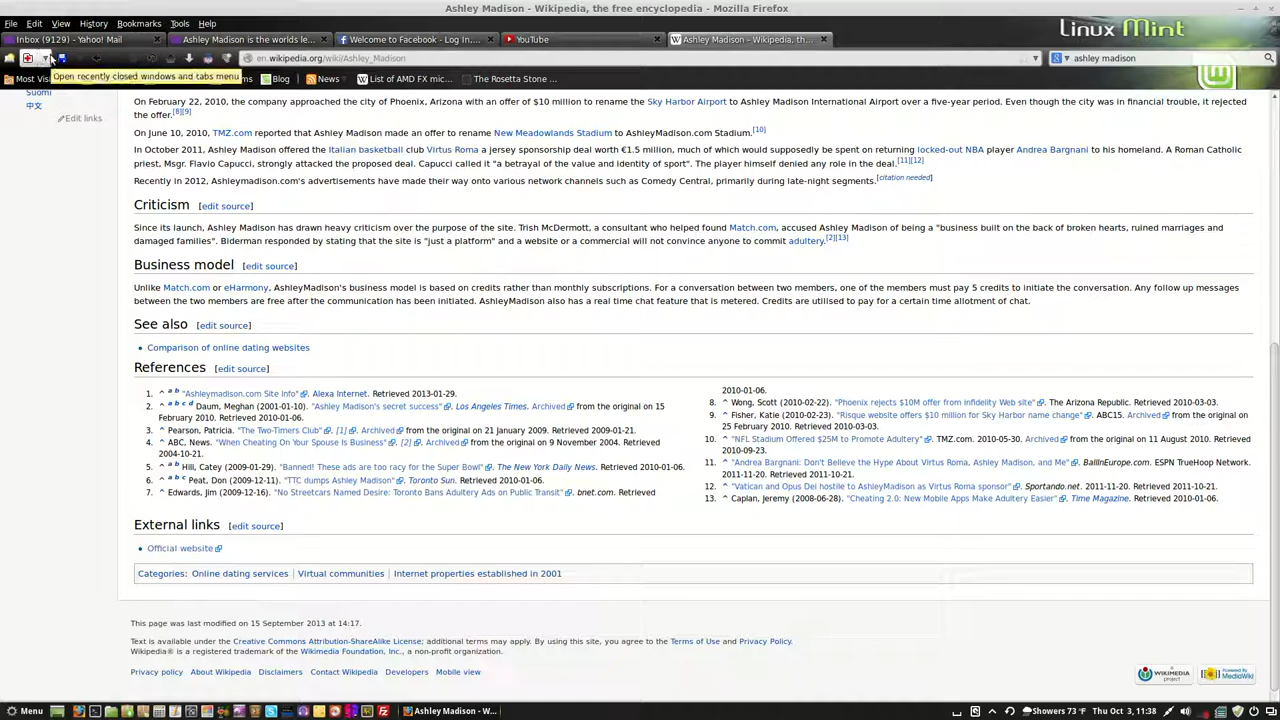 Ashley Madison - Wikipedia, the free encyclopedia - Mozilla Firefox
File Edit View History Bookmarks Tools Help
Inbox (9129) - Yahoo! Mail
Ashley Madison is the worlds le...
Welcome to Facebook - Log In,...
YouTube
Ashley Madison – Wikipedia, th...
Linux Mint
en.wikipedia.org/wiki/Ashley_Madison
ashley madison
Most Vis
Open recently closed windows and tabs menu
Blog
News
List of AMD FX mic...
The Rosetta Stone ...
Suomi
中文
Edit links
On February 22, 2010, the company approached the city of Phoenix, Arizona with an offer of $10 million to rename the Sky Harbor Airport to Ashley Madison International Airport over a five-year period. Even though the city was in financial trouble, it rejected
the offer.[8][9]
On June 10, 2010, TMZ.com reported that Ashley Madison made an offer to rename New Meadowlands Stadium to AshleyMadison.com Stadium.[10]
In October 2011, Ashley Madison offered the Italian basketball club Virtus Roma a jersey sponsorship deal worth €1.5 million, much of which would supposedly be spent on returning locked-out NBA player Andrea Bargnani to his homeland. A Roman Catholic
priest, Msgr. Flavio Capucci, strongly attacked the proposed deal. Capucci called it "a betrayal of the value and identity of sport". The player himself denied any role in the deal.[11][12]
Recently in 2012, Ashleymadison.com's advertisements have made their way onto various network channels such as Comedy Central, primarily during late-night segments.[citation needed]
Criticism [edit source]
Since its launch, Ashley Madison has drawn heavy criticism over the purpose of the site. Trish McDermott, a consultant who helped found Match.com, accused Ashley Madison of being a "business built on the back of broken hearts, ruined marriages and
damaged families". Biderman responded by stating that the site is "just a platform" and a website or a commercial will not convince anyone to commit adultery.[2][13]
Business model [edit source]
Unlike Match.com or eHarmony, AshleyMadison's business model is based on credits rather than monthly subscriptions. For a conversation between two members, one of the members must pay 5 credits to initiate the conversation. Any follow up messages
between the two members are free after the communication has been initiated. AshleyMadison also has a real time chat feature that is metered. Credits are utilised to pay for a certain time allotment of chat.
See also [edit source]
• Comparison of online dating websites
References [edit source]
1. ^ a b "Ashleymadison.com Site Info". Alexa Internet. Retrieved 2013-01-29.
2. ^ a b c d Daum, Meghan (2001-01-10). "Ashley Madison's secret success". Los Angeles Times. Archived from the original on 15
February 2010. Retrieved 2010-01-06.
3. ^ Pearson, Patricia. "The Two-Timers Club". [1] Archived from the original on 21 January 2009. Retrieved 2009-01-21.
4. ^ ABC, News. "When Cheating On Your Spouse Is Business". [2] Archived from the original on 9 November 2004. Retrieved
2004-10-21.
5. ^ a b Hill, Catey (2009-01-29). "Banned! These ads are too racy for the Super Bowl". The New York Daily News. Retrieved 2010-01-06.
6. ^ a b c Peat, Don (2009-12-11). "TTC dumps Ashley Madison". Toronto Sun.
7. ^ Edwards, Jim (2009-12-16). "No Streetcars Named Desire: Toronto Bans Adultery Ads on Public Transit". bnet.com. Retrieved
2010-01-06.
8. ^ Wong, Scott (2010-02-22). "Phoenix rejects $10M offer from infidelity Web site". The Arizona Republic. Retrieved 2010-03-03.
9. ^ Fisher, Katie (2010-02-23). "Risque website offers $10 million for Sky Harbor name change". ABC15. Archived from the original on 25
February 2010. Retrieved 2010-03-03.
10. ^ "NFL Stadium Offered $25M to Promote Adultery". TMZ.com. 2010-05-30. Archived from the original on 11 August 2010. Retrieved
2010-09-23.
11. ^ "Andrea Bargnani: Don't Believe the Hype About Virtus Roma, Ashley Madison, and Me". BallInEurope.com. ESPN TrueHoop Network.
2011-11-20. Retrieved 2011-10-21.
12. ^ "Vatican and Opus Dei hostile to AshleyMadison as Virtus Roma sponsor". Sportando.net. 2011-11-20. Retrieved 2011-10-21.
13. ^ Caplan, Jeremy (2008-06-28). "Cheating 2.0: New Mobile Apps Make Adultery Easier". Time Magazine. Retrieved 2010-01-06.
External links [edit source]
• Official website
Categories: Online dating services | Virtual communities | Internet properties established in 2001
This page was last modified on 15 September 2013 at 14:17.
Text is available under the Creative Commons Attribution-ShareAlike License; additional terms may apply. By using this site, you agree to the Terms of Use and Privacy Policy.
Wikipedia® is a registered trademark of the Wikimedia Foundation, Inc., a non-profit organization.
Privacy policy About Wikipedia Disclaimers Contact Wikipedia Developers Mobile view
WIKIMEDIA PROJECT
Powered By MediaWiki
Menu
Ashley Madison - W...
Showers 73 °F Thu Oct 3, 11:38